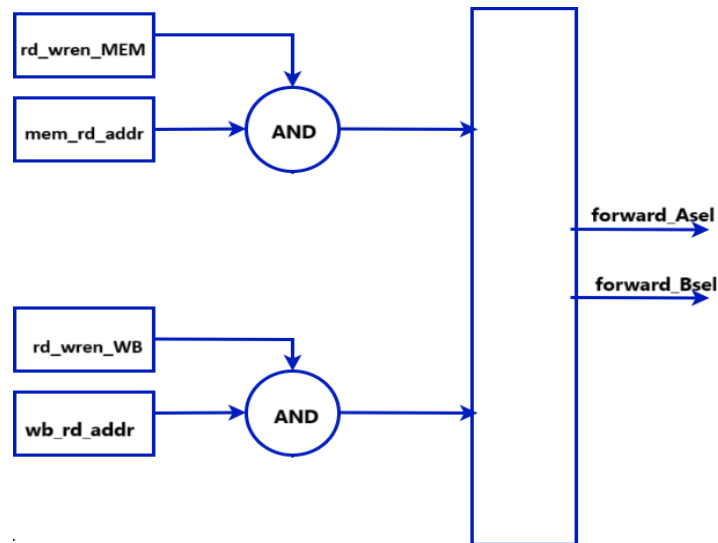 rd_wren_MEM
mem_rd_addr
AND
forward_Asel
forward_Bsel
rd_wren_WB
wb_rd_addr
AND